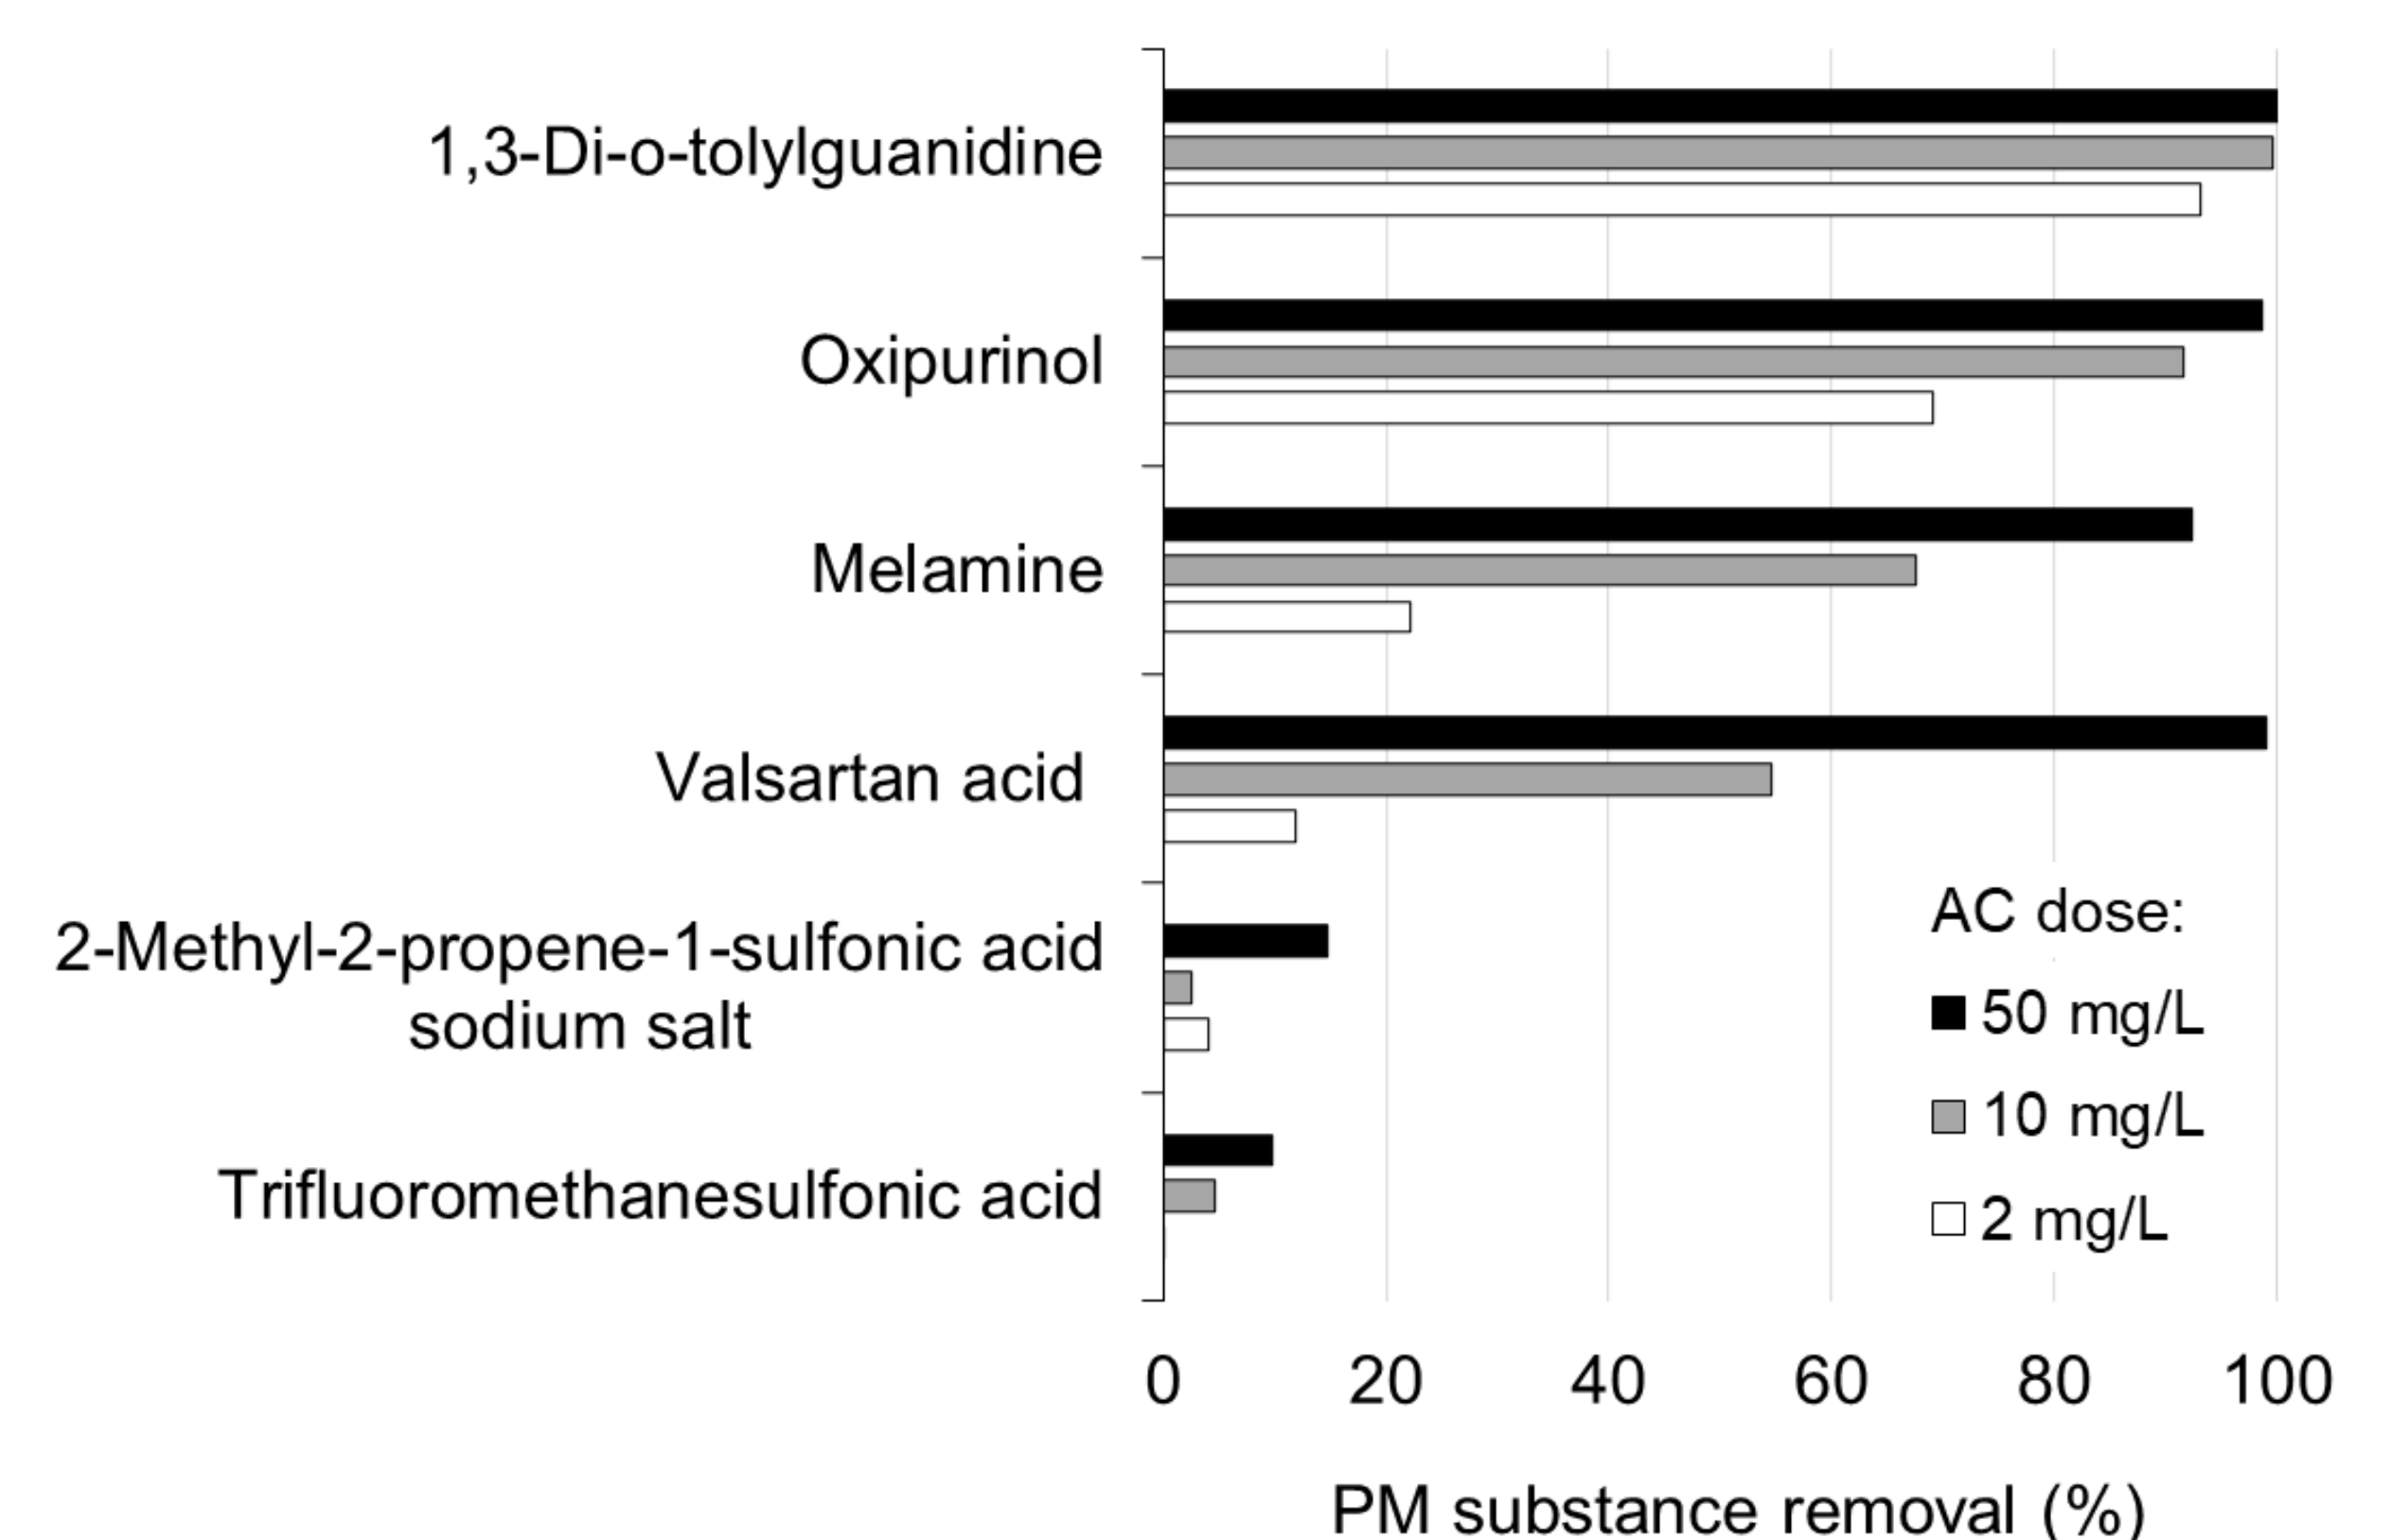 1,3-Di-o-tolylguanidine
Oxipurinol
Melamine
Valsartan acid
2-Methyl-2-propene-1-sulfonic acid
sodium salt
Trifluoromethanesulfonic acid
AC dose:
50 mg/L
10 mg/L
2 mg/L
0 20 40 60 80 100
PM substance removal (%)